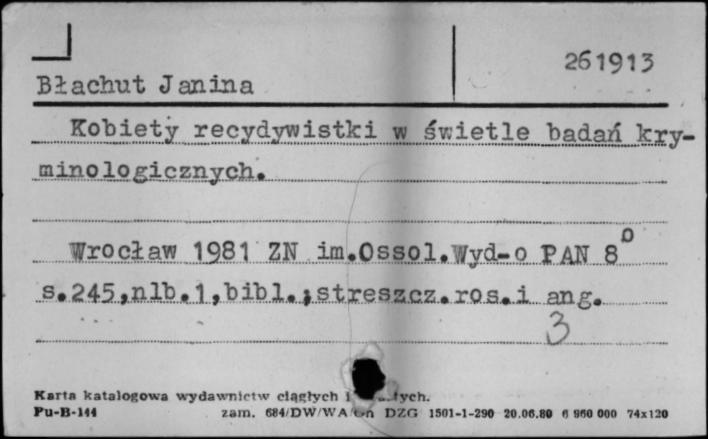 261913
Błachut Janina
Kobiety recydywistki w świetle badań kry-
minologicznych.
Wrocław 1981 ZN im.Ossol.Wyd-o PAN 8°
s.245,nlb.1,bibl.;streszcz.ros.i ang.
3
Karta katalogowa wydawnictw ciągłych i
Pu-B-144 zam. 684/DW/WA DZG 1501-1-290 20.06.80 6 960 000 74x120